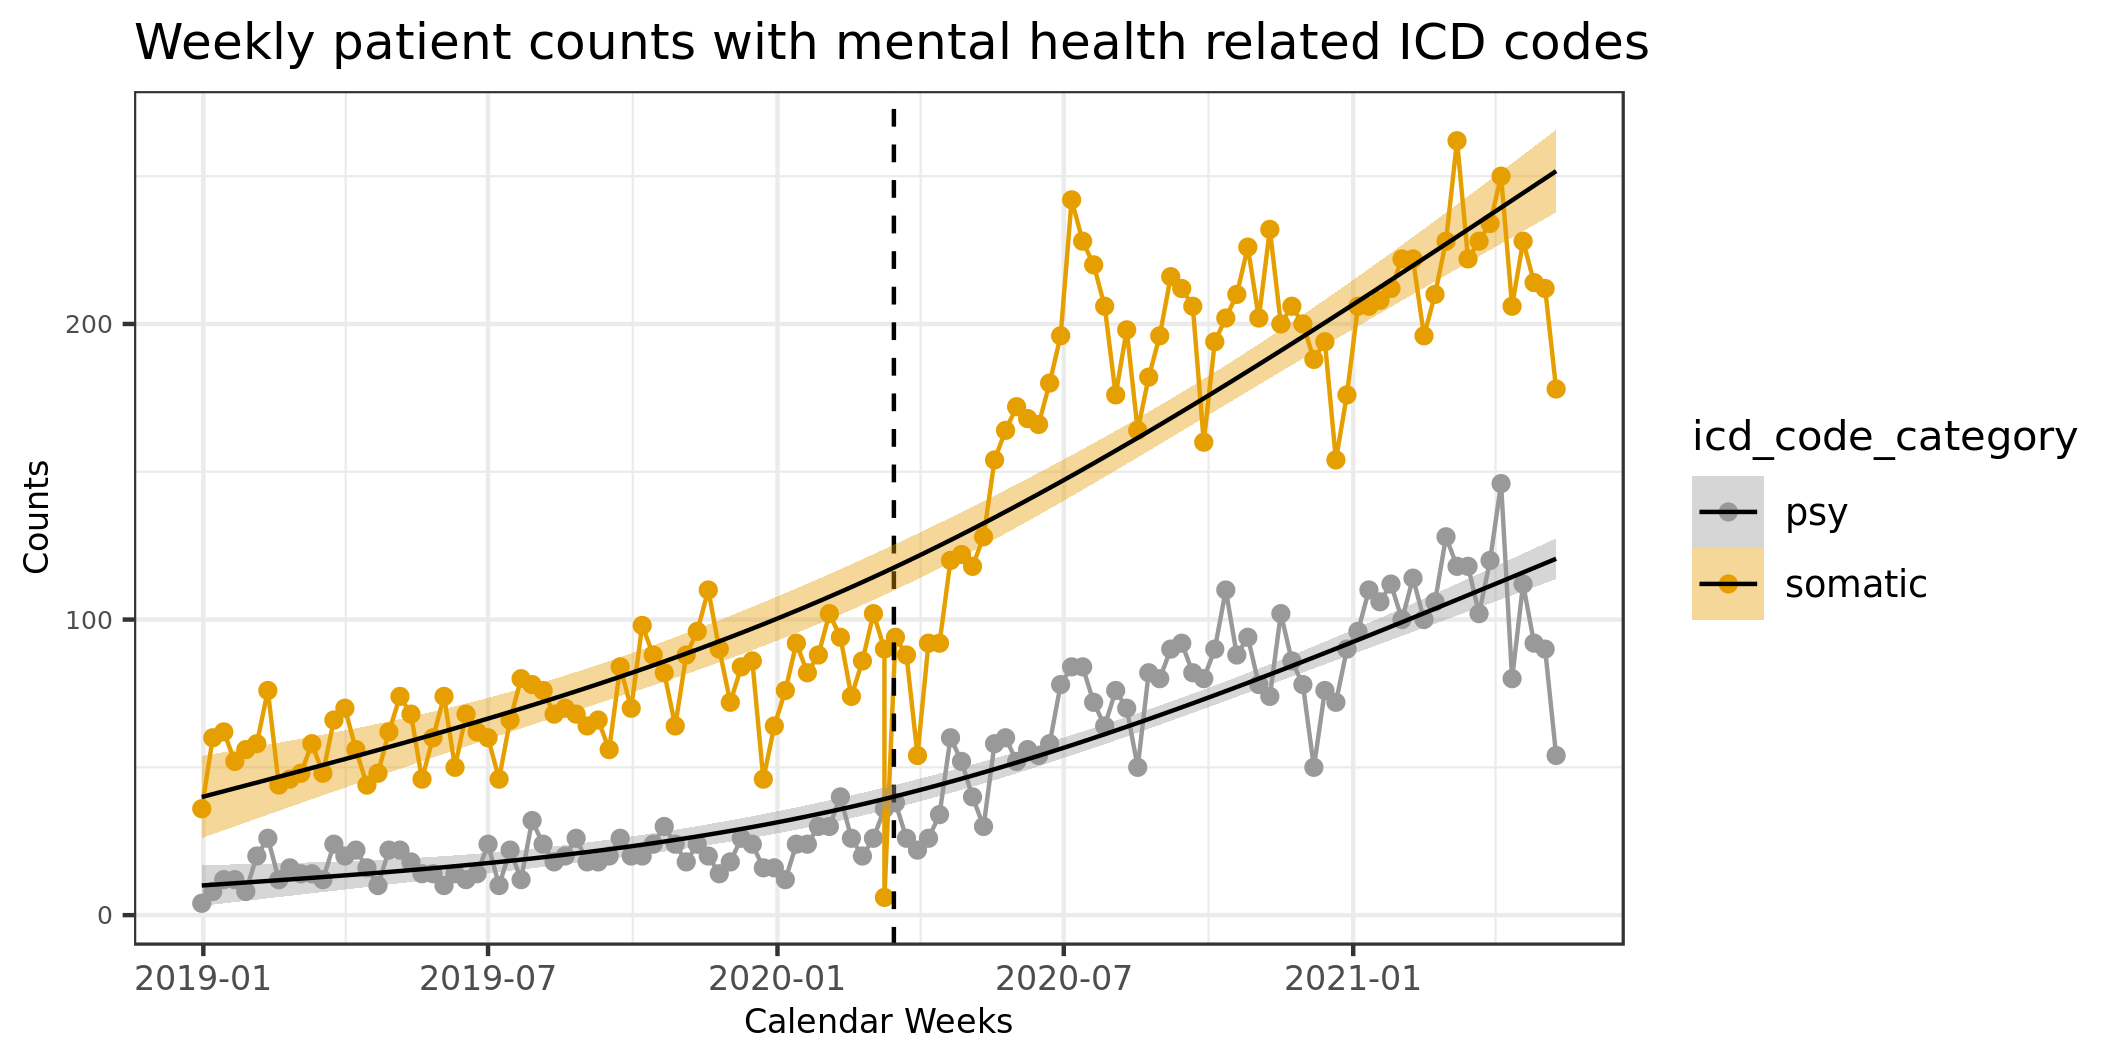 Weekly patient counts with mental health related ICD codes
Counts
200
100
0
2019-01 2019-07 2020-01 2020-07 2021-01
Calendar Weeks
icd_code_category
psy
somatic